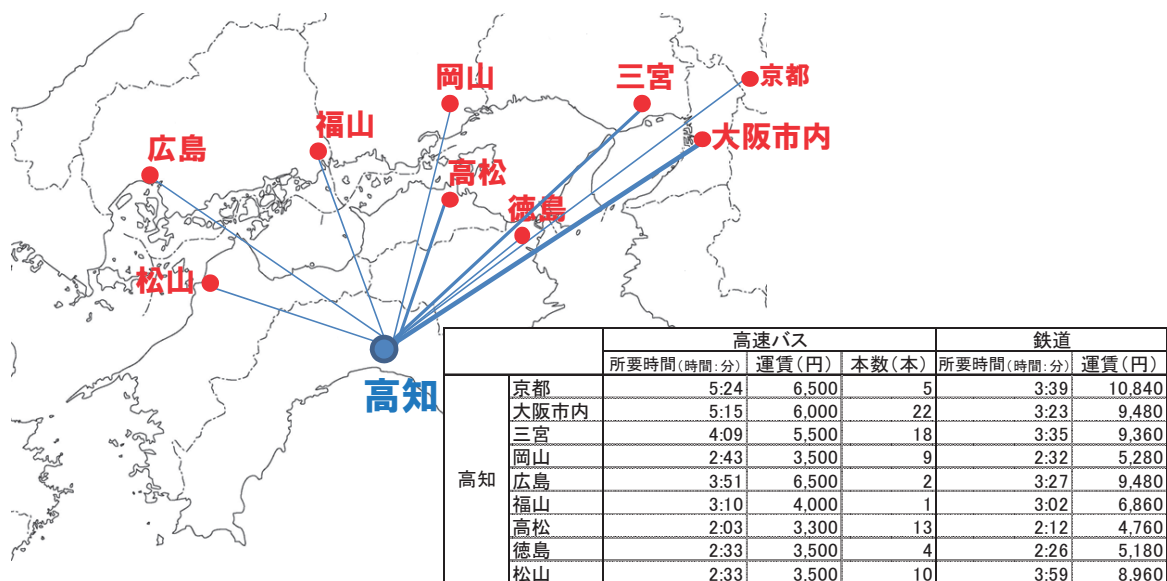 岡山
三宮
京都
福山
大阪市内
広島
高松
徳島
松山
高知
高速バス 鉄道
所要時間(時間:分) 運賃(円) 本数(本) 所要時間(時間:分) 運賃(円)
高知
京都 5:24 6,500 5 3:39 10,840
大阪市内 5:15 6,000 22 3:23 9,480
三宮 4:09 5,500 18 3:35 9,360
岡山 2:43 3,500 9 2:32 5,280
広島 3:51 6,500 2 3:27 9,480
福山 3:10 4,000 1 3:02 6,860
高松 2:03 3,300 13 2:12 4,760
徳島 2:33 3,500 4 2:26 5,180
松山 2:33 3,500 10 3:59 8,960